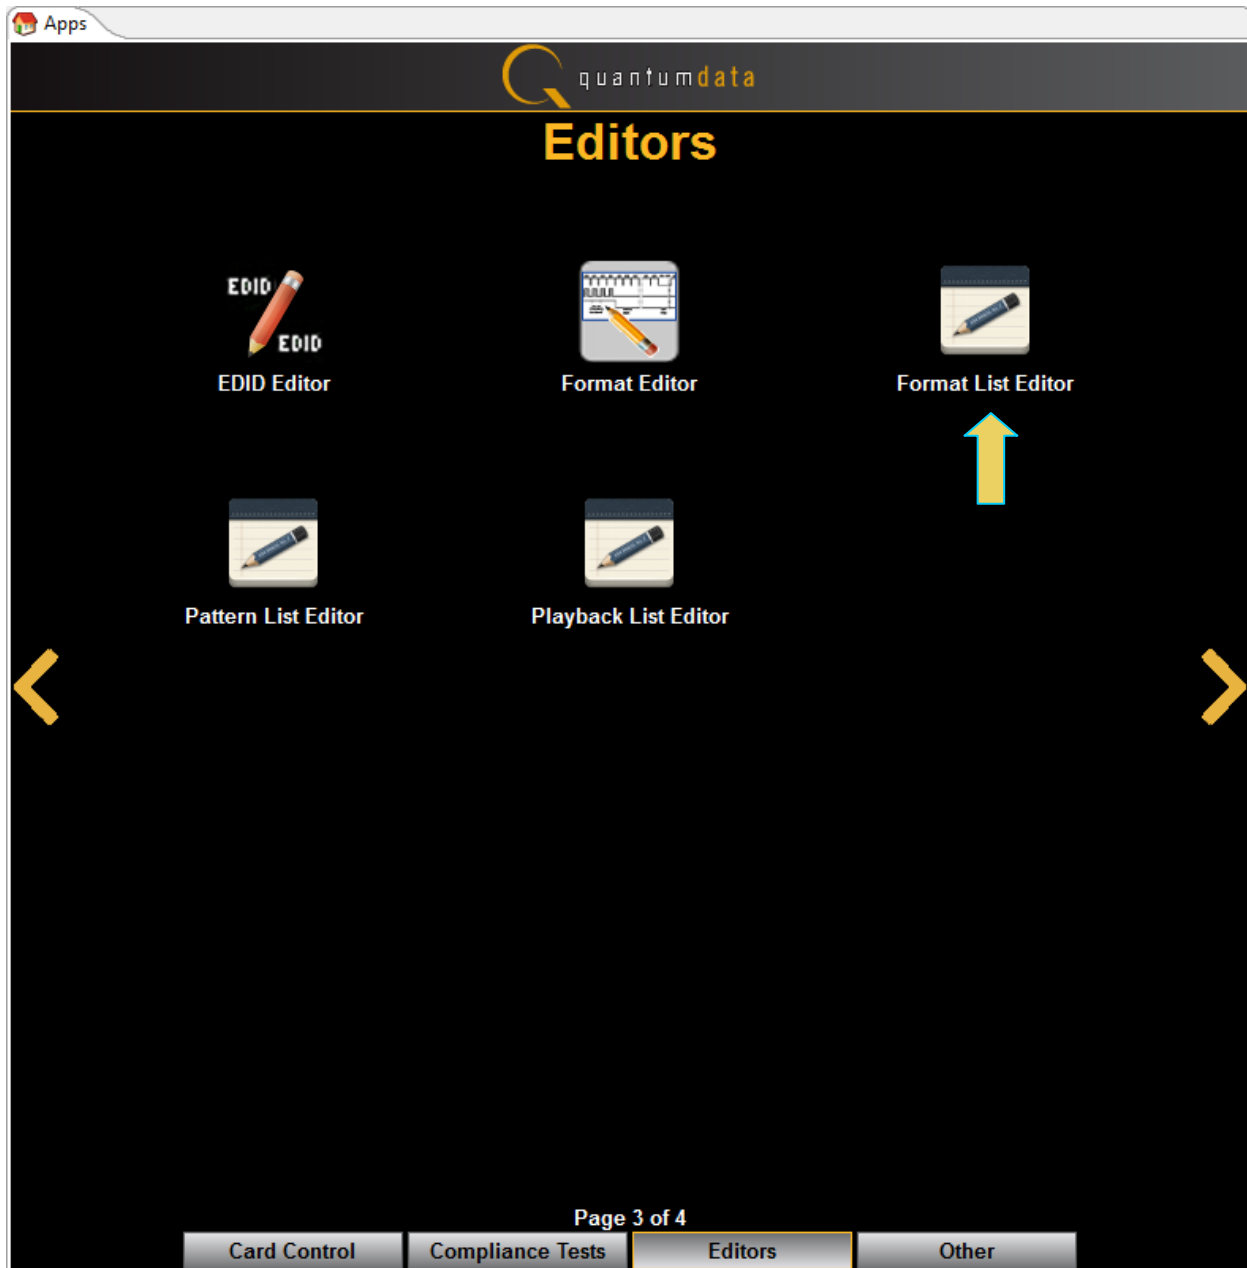 Apps
quantumdata
Editors
EDID
EDID
EDID Editor
Format Editor
Format List Editor
Pattern List Editor
Playback List Editor
Page 3 of 4
Card Control
Compliance Tests
Editors
Other